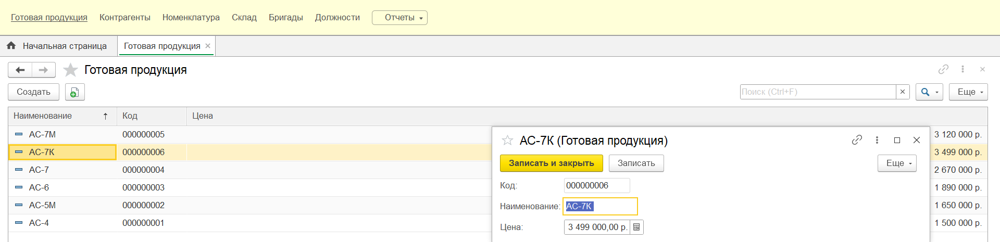 Готовая продукция Контрагенты Номенклатура Склад Бригады Должности Отчеты
Начальная страница Готовая продукция
Готовая продукция
Создать Поиск (Ctrl+F) Еще
Наименование Код Цена
АС-7М 000000005 3 120 000 р.
АС-7К 000000006 3 499 000 р.
АС-7 000000004 2 670 000 р.
АС-6 000000003 1 890 000 р.
АС-5М 000000002 1 650 000 р.
АС-4 000000001 1 500 000 р.
АС-7К (Готовая продукция)
Записать и закрыть Записать Еще
Код: 000000006
Наименование: АС-7К
Цена: 3 499 000,00 р.